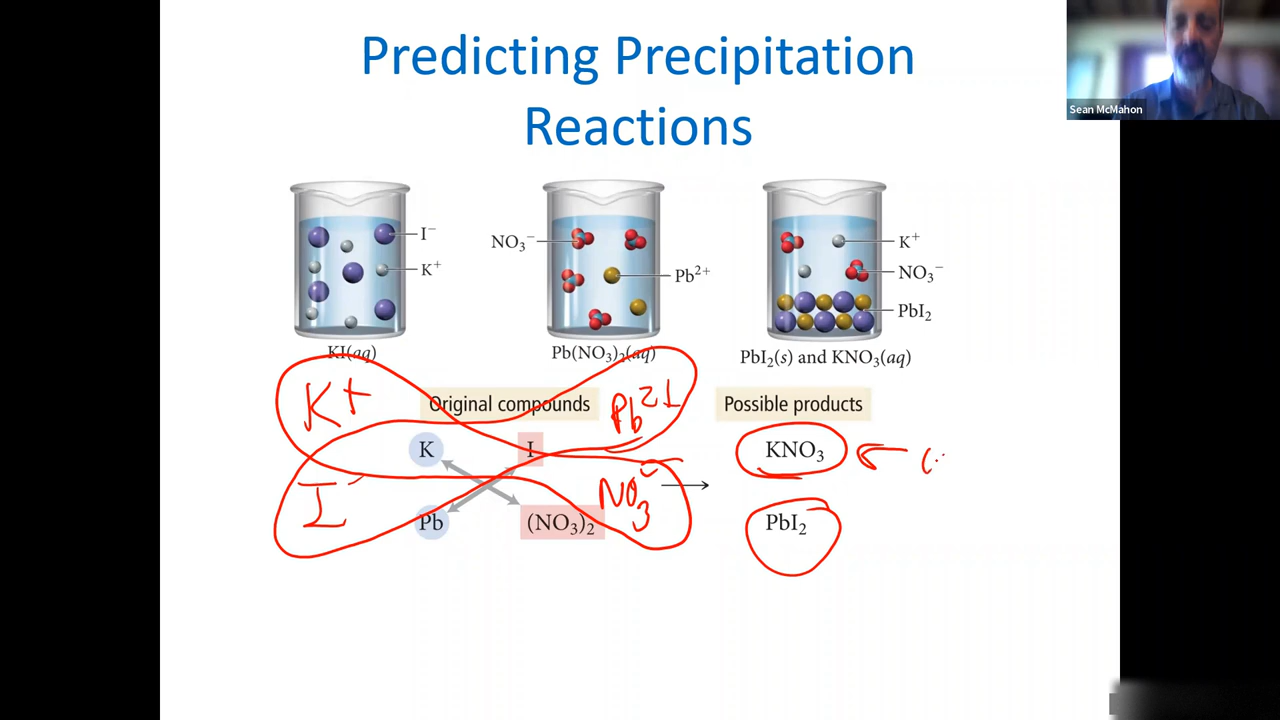 Predicting Precipitation
Reactions
Sean McMahon
I⁻
K⁺
NO₃⁻
Pb²⁺
K⁺
NO₃⁻
PbI₂
KI(aq)
Pb(NO₃)₂(aq)
PbI₂(s) and KNO₃(aq)
K+
Original compounds
Pb²⁺
Possible products
K
I
KNO₃
I⁻
NO₃⁻
Pb
(NO₃)₂
PbI₂